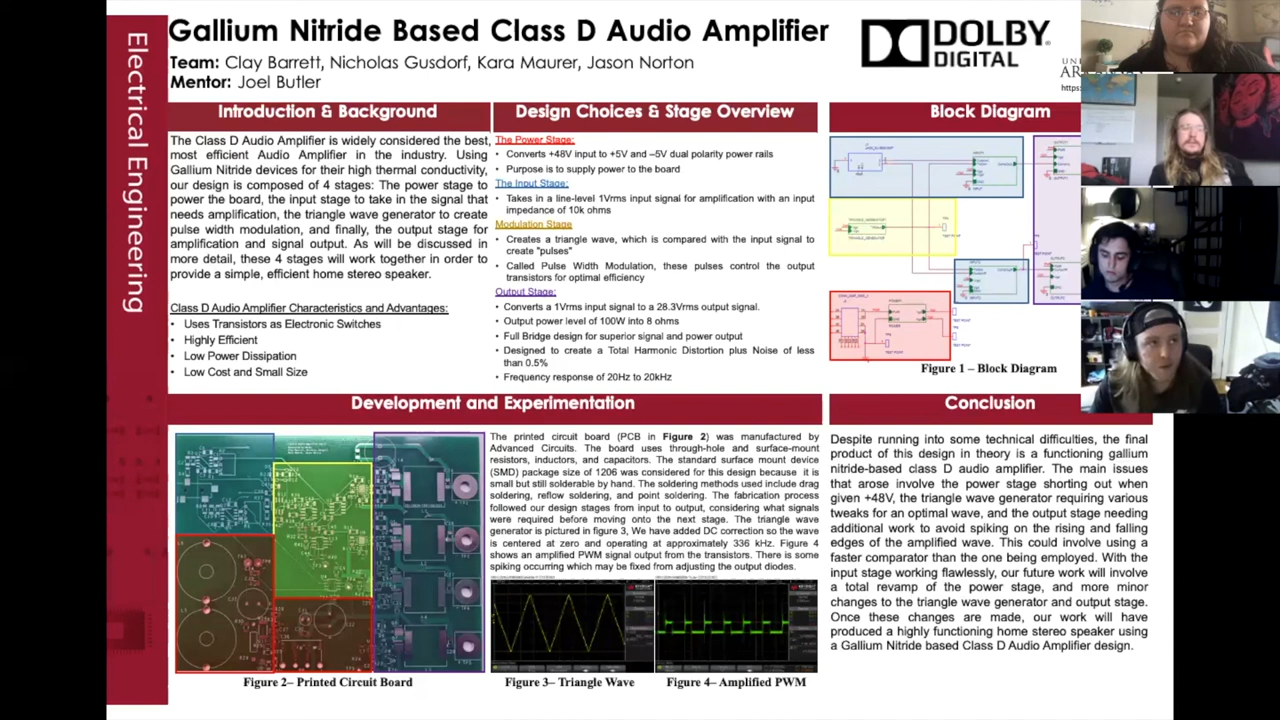 Electrical Engineering
Gallium Nitride Based Class D Audio Amplifier
Team: Clay Barrett, Nicholas Gusdorf, Kara Maurer, Jason Norton
Mentor: Joel Butler
DOLBY
DIGITAL
Introduction & Background
The Class D Audio Amplifier is widely considered the best,
most efficient Audio Amplifier in the industry. Using
Gallium Nitride devices for their high thermal conductivity,
our design is composed of 4 stages: The power stage to
power the board, the input stage to take in the signal that
needs amplification, the triangle wave generator to create
pulse width modulation, and finally, the output stage for
amplification and signal output. As will be discussed in
more detail, these 4 stages will work together in order to
provide a simple, efficient home stereo speaker.
Class D Audio Amplifier Characteristics and Advantages:
• Uses Transistors as Electronic Switches
• Highly Efficient
• Low Power Dissipation
• Low Cost and Small Size
Design Choices & Stage Overview
The Power Stage:
• Converts +48V input to +5V and –5V dual polarity power rails
• Purpose is to supply power to the board
The Input Stage:
• Takes in a line-level 1Vrms input signal for amplification with an input
impedance of 10k ohms
Modulation Stage
• Creates a triangle wave, which is compared with the input signal to
create "pulses"
• Called Pulse Width Modulation, these pulses control the output
transistors for optimal efficiency
Output Stage:
• Converts a 1Vrms input signal to a 28.3Vrms output signal.
• Output power level of 100W into 8 ohms
• Full Bridge design for superior signal and power output
• Designed to create a Total Harmonic Distortion plus Noise of less
than 0.5%
• Frequency response of 20Hz to 20kHz
Block Diagram
Figure 1 – Block Diagram
Development and Experimentation
The printed circuit board (PCB in Figure 2) was manufactured by
Advanced Circuits. The board uses through-hole and surface-mount
resistors, inductors, and capacitors. The standard surface mount device
(SMD) package size of 1206 was considered for this design because it is
small but still solderable by hand. The soldering methods used include drag
soldering, reflow soldering, and point soldering. The fabrication process
followed our design stages from input to output, considering what signals
were required before moving onto the next stage. The triangle wave
generator is pictured in figure 3, We have added DC correction so the wave
is centered at zero and operating at approximately 336 kHz. Figure 4
shows an amplified PWM signal output from the transistors. There is some
spiking occurring which may be fixed from adjusting the output diodes.
Figure 2– Printed Circuit Board
Figure 3– Triangle Wave
Figure 4– Amplified PWM
Conclusion
Despite running into some technical difficulties, the final
product of this design in theory is a functioning gallium
nitride-based class D audio amplifier. The main issues
that arose involve the power stage shorting out when
given +48V, the triangle wave generator requiring various
tweaks for an optimal wave, and the output stage needing
additional work to avoid spiking on the rising and falling
edges of the amplified wave. This could involve using a
faster comparator than the one being employed. With the
input stage working flawlessly, our future work will involve
a total revamp of the power stage, and more minor
changes to the triangle wave generator and output stage.
Once these changes are made, our work will have
produced a highly functioning home stereo speaker using
a Gallium Nitride based Class D Audio Amplifier design.